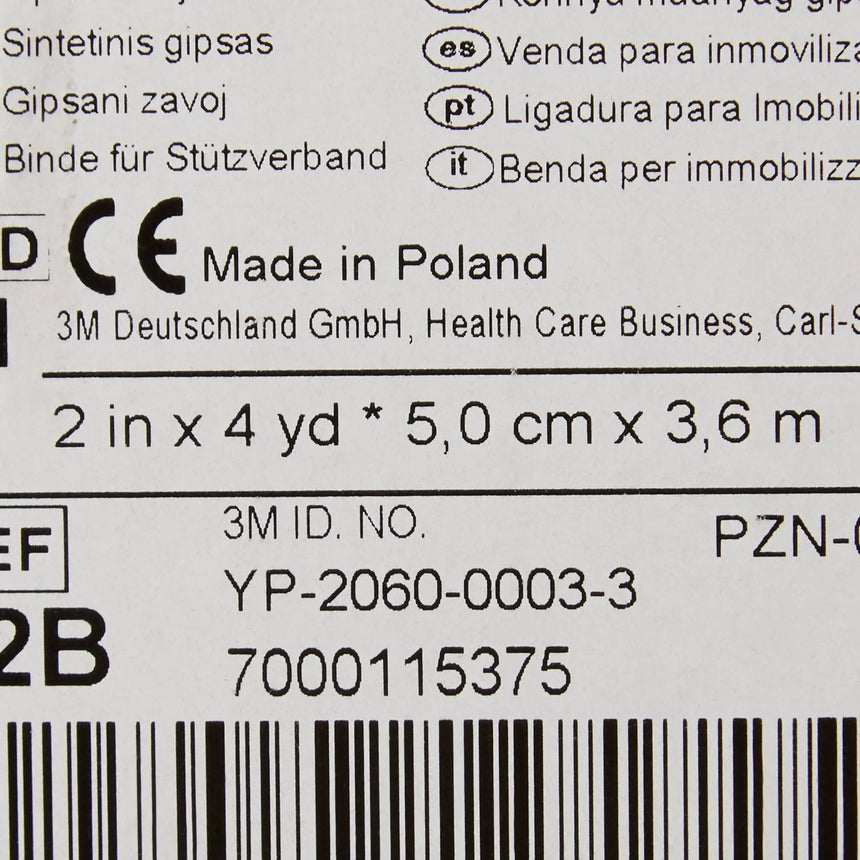 Sintetinis gipsas
es Venda para inmoviliza
Gipsani zavoj
pt Ligadura para Imobili
Binde für Stützverband
it Benda per immobilizz
D CE Made in Poland
3M Deutschland GmbH, Health Care Business, Carl-S
2 in x 4 yd * 5,0 cm x 3,6 m
EF
3M ID. NO.
PZN-0
YP-2060-0003-3
2B
7000115375